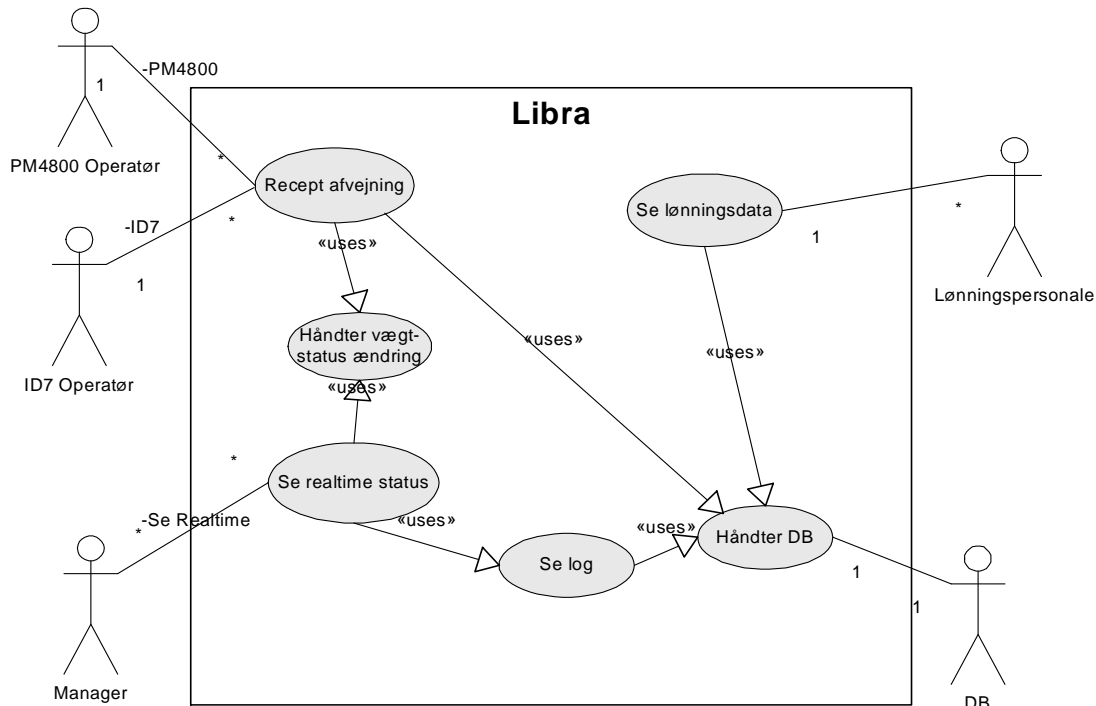 -PM4800
1
Libra
PM4800 Operatør
*
Recept afvejning
-ID7
*
«uses»
1
ID7 Operatør
Se lønningsdata
*
1
Lønningspersonale
Håndter vægt-
status ændring
«uses»
«uses»
«uses»
*
Se realtime status
-Se Realtime
*
«uses»
«uses»
Håndter DB
Se log
1
1
Manager
DB